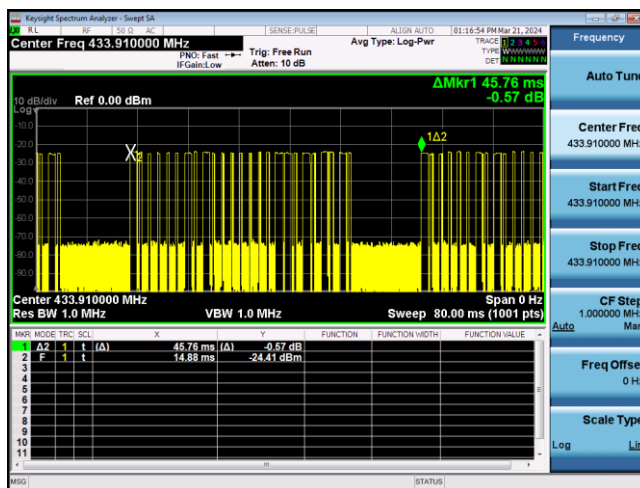 Keysight Spectrum Analyzer - Swept SA
RL RF 50 Ω AC SENSE:PULSE ALIGN AUTO 01:16:54 PM Mar 21, 2024
Center Freq 433.910000 MHz
PNO: Fast
IFGain:Low
Trig: Free Run
Atten: 10 dB
Avg Type: Log-Pwr
TRACE 1 2 3 4 5 6
TYPE
DET N N N N N N
ΔMkr1 45.76 ms
-0.57 dB
10 dB/div Ref 0.00 dBm
Log
-10.0
-20.0
-30.0
-40.0
-50.0
-60.0
-70.0
-80.0
-90.0
2
1Δ2
Center 433.910000 MHz Span 0 Hz
Res BW 1.0 MHz VBW 1.0 MHz Sweep 80.00 ms (1001 pts)
MKR MODE TRC SCL X Y FUNCTION FUNCTION WIDTH FUNCTION VALUE
1 Δ2 1 t (Δ) 45.76 ms (Δ) -0.57 dB
2 F 1 t 14.88 ms -24.41 dBm
3
4
5
6
7
8
9
10
11
MSG STATUS
Frequency
Auto Tune
Center Freq
433.910000 MHz
Start Freq
433.910000 MHz
Stop Freq
433.910000 MHz
CF Step
1.000000 MHz
Auto Man
Freq Offset
0 Hz
Scale Type
Log Lin